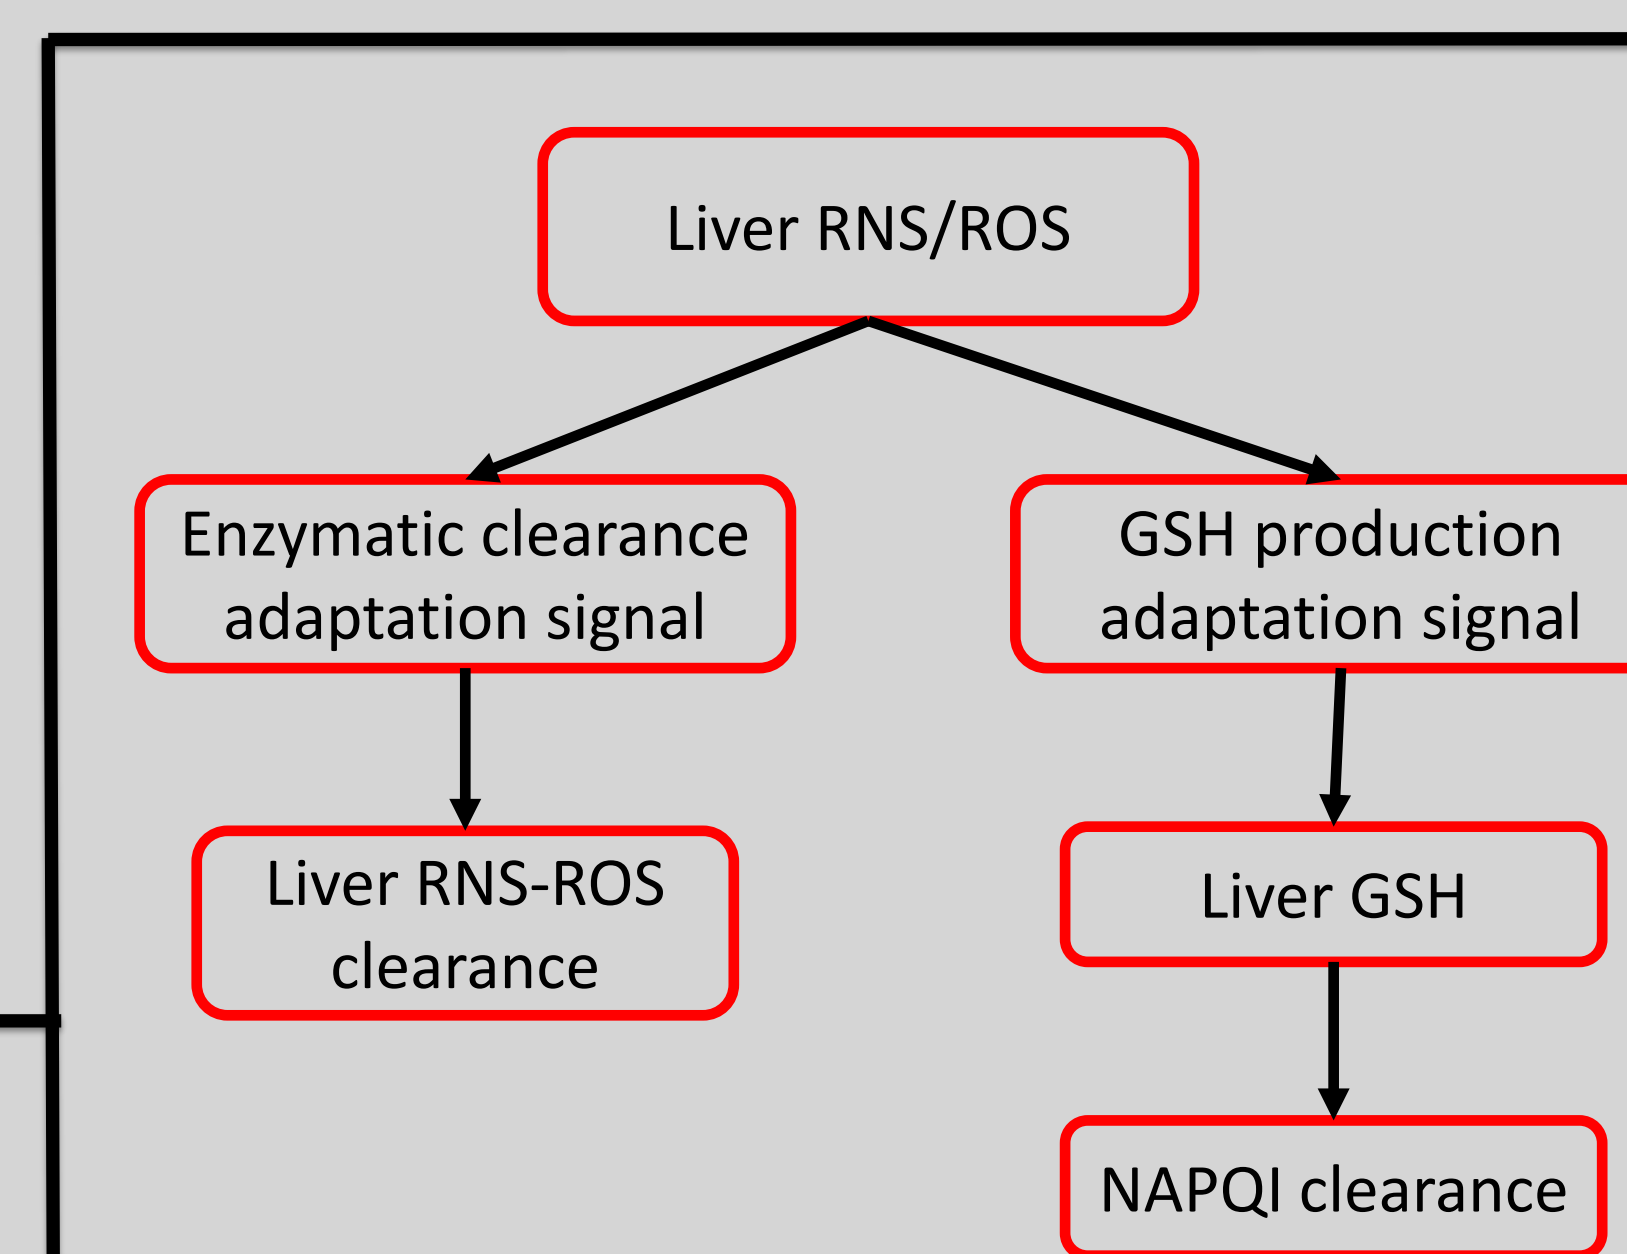 Liver RNS/ROS
Enzymatic clearance
adaptation signal
GSH production
adaptation signal
Liver RNS-ROS
clearance
Liver GSH
NAPQI clearance